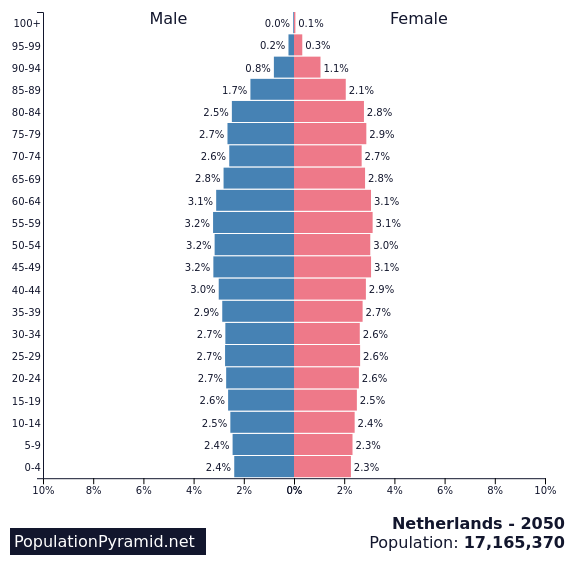 Male Female
100+ 0.0% 0.1%
95-99 0.2% 0.3%
90-94 0.8% 1.1%
85-89 1.7% 2.1%
80-84 2.5% 2.8%
75-79 2.7% 2.9%
70-74 2.6% 2.7%
65-69 2.8% 2.8%
60-64 3.1% 3.1%
55-59 3.2% 3.1%
50-54 3.2% 3.0%
45-49 3.2% 3.1%
40-44 3.0% 2.9%
35-39 2.9% 2.7%
30-34 2.7% 2.6%
25-29 2.7% 2.6%
20-24 2.7% 2.6%
15-19 2.6% 2.5%
10-14 2.5% 2.4%
5-9 2.4% 2.3%
0-4 2.4% 2.3%
10% 8% 6% 4% 2% 0% 2% 4% 6% 8% 10%
Netherlands - 2050
PopulationPyramid.net Population: 17,165,370